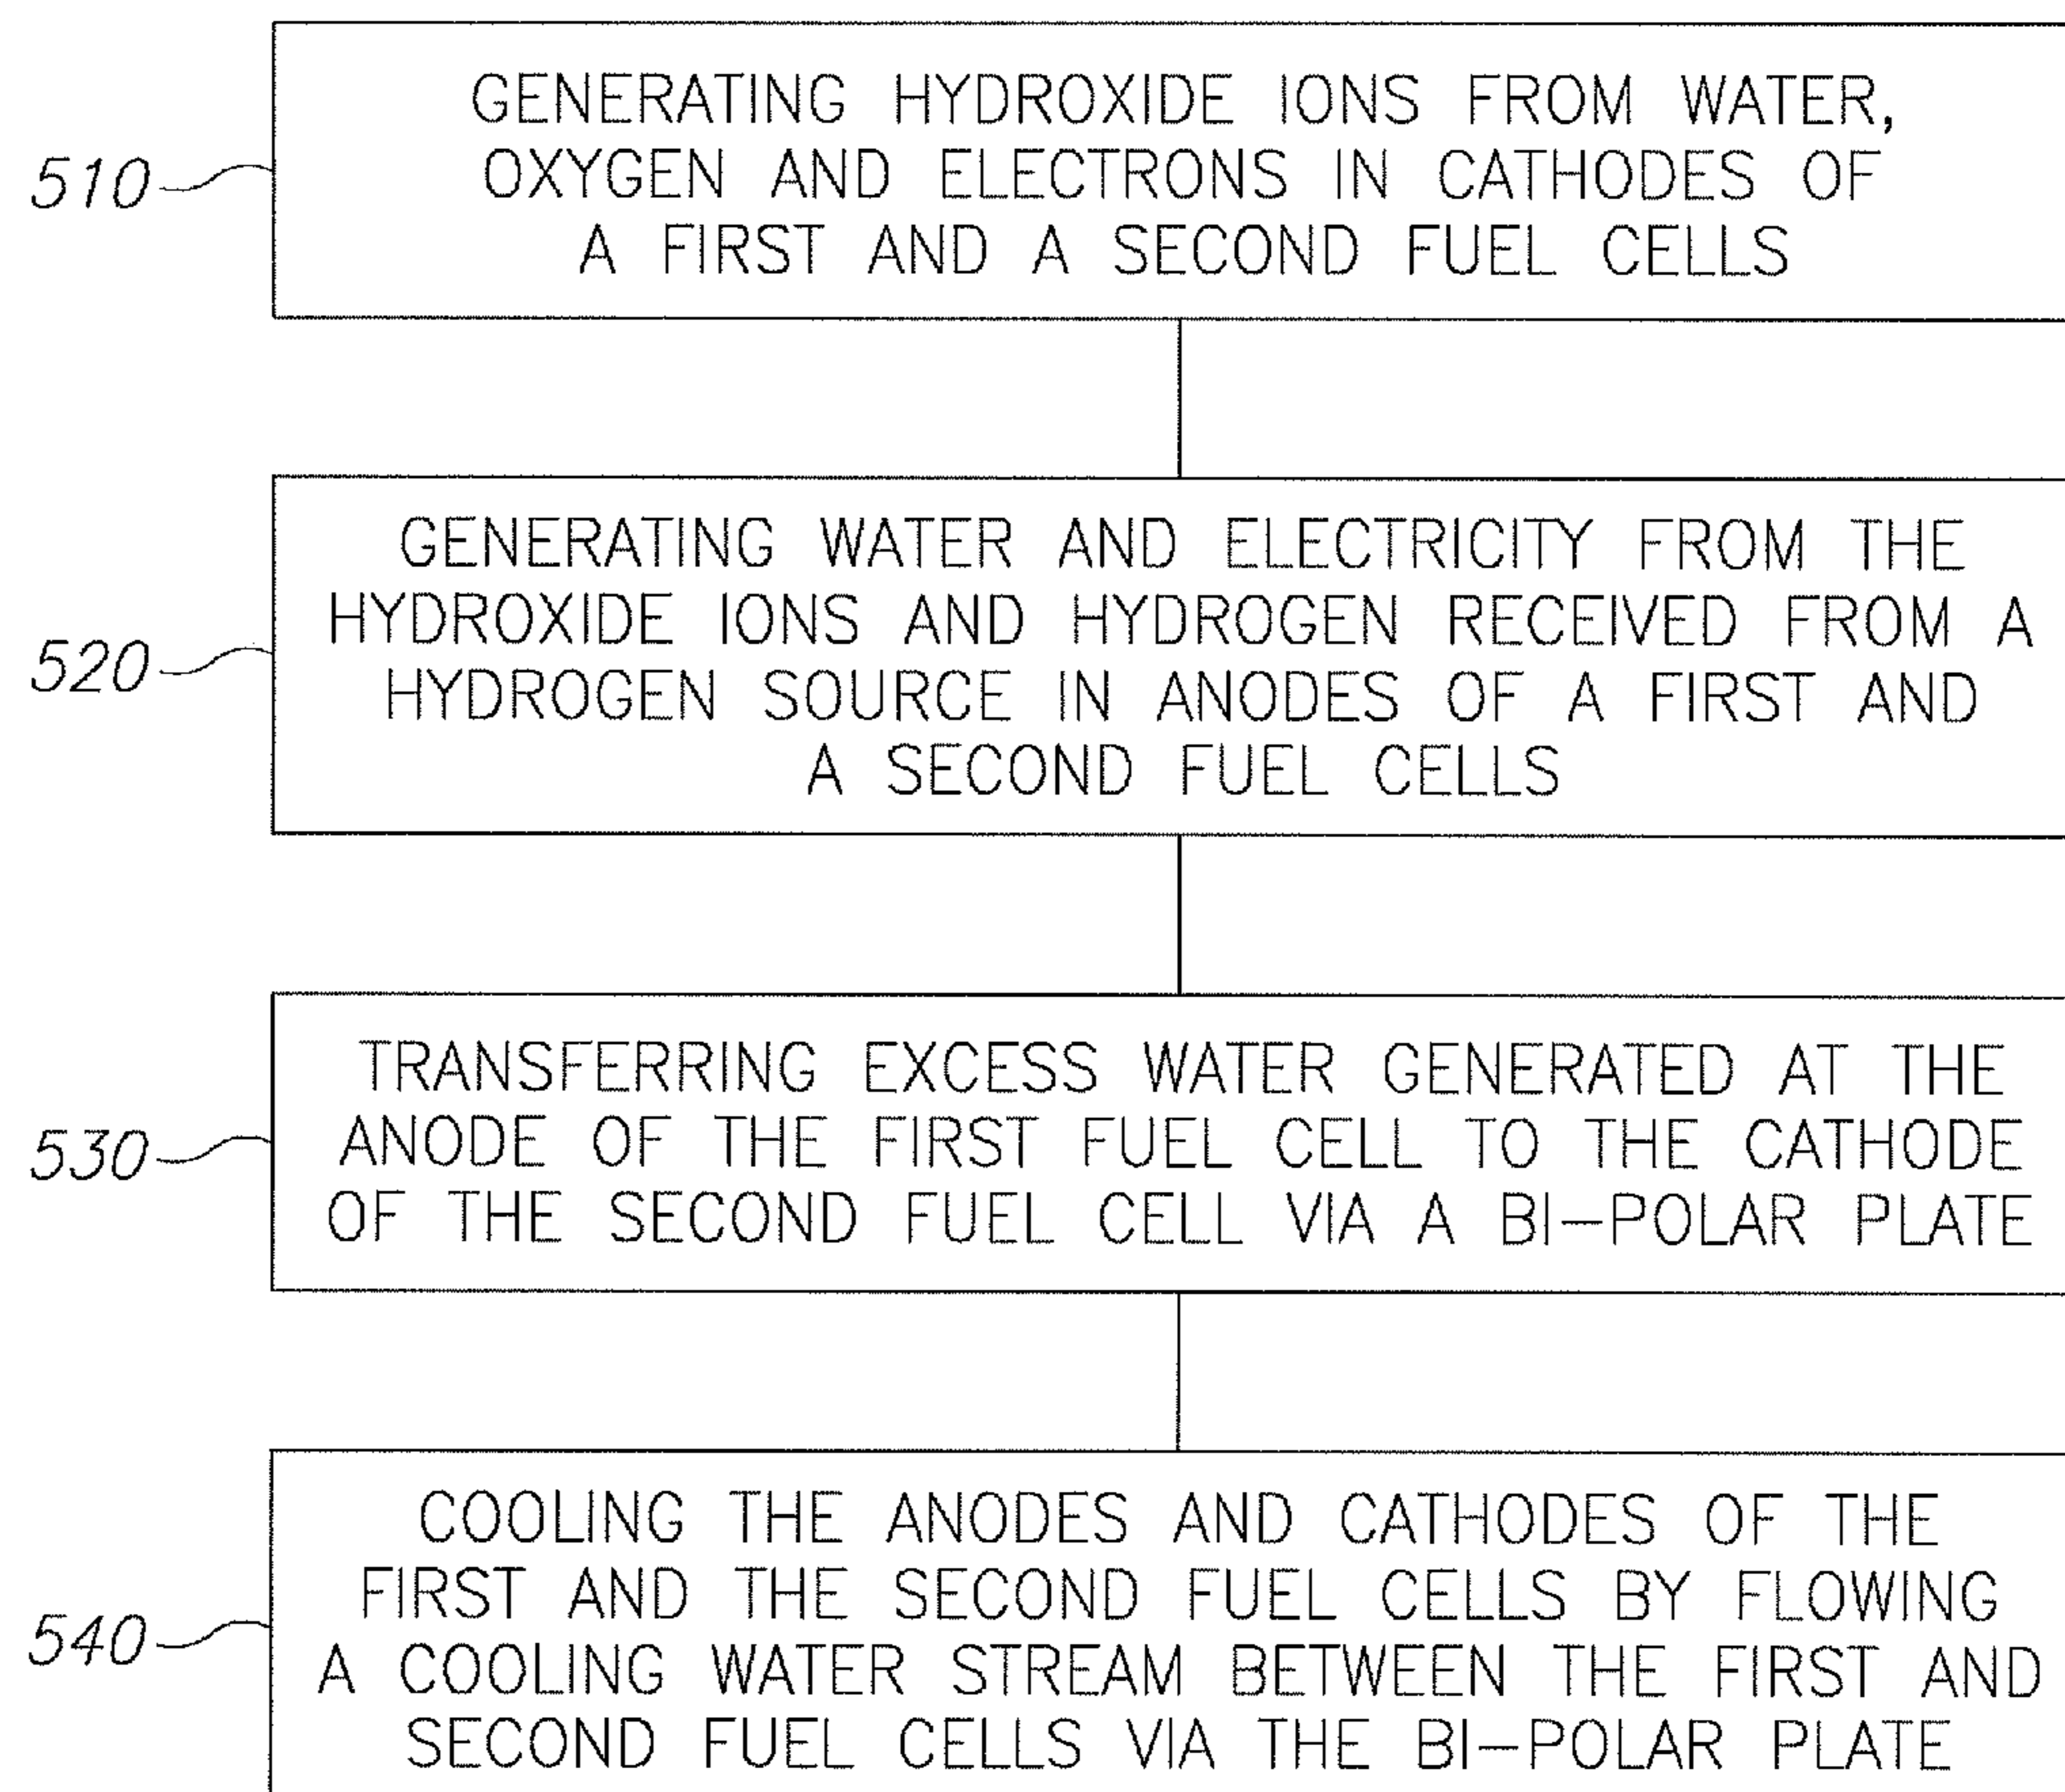 GENERATING HYDROXIDE IONS FROM WATER,
OXYGEN AND ELECTRONS IN CATHODES OF
A FIRST AND A SECOND FUEL CELLS
510
GENERATING WATER AND ELECTRICITY FROM THE
HYDROXIDE IONS AND HYDROGEN RECEIVED FROM A
HYDROGEN SOURCE IN ANODES OF A FIRST AND
A SECOND FUEL CELLS
520
TRANSFERRING EXCESS WATER GENERATED AT THE
ANODE OF THE FIRST FUEL CELL TO THE CATHODE
OF THE SECOND FUEL CELL VIA A BI-POLAR PLATE
530
COOLING THE ANODES AND CATHODES OF THE
FIRST AND THE SECOND FUEL CELLS BY FLOWING
A COOLING WATER STREAM BETWEEN THE FIRST AND
SECOND FUEL CELLS VIA THE BI-POLAR PLATE
540